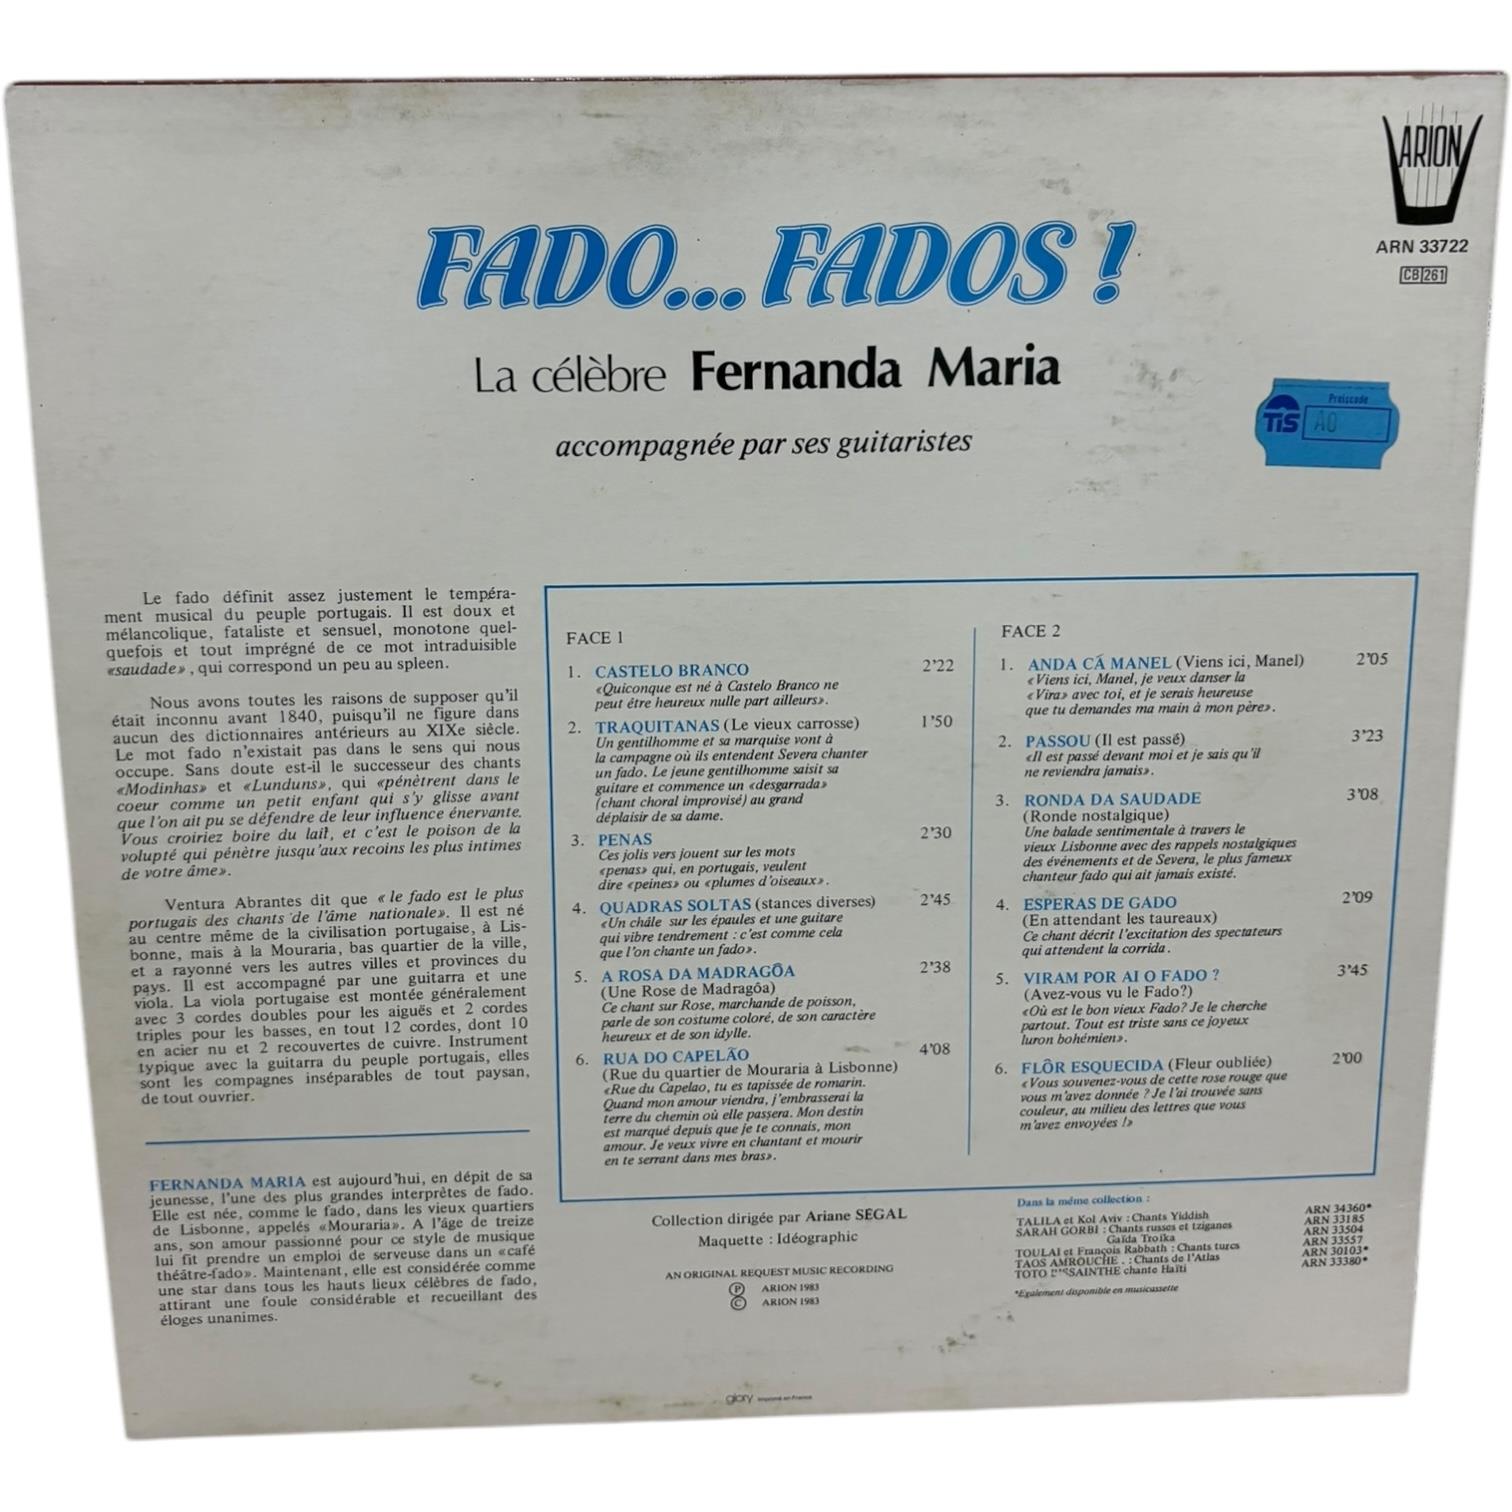 ARION
ARN 33722
CB 261
FADO... FADOS !
La célèbre Fernanda Maria
accompagnée par ses guitaristes
Preiscode
TIS AO
Le fado définit assez justement le tempéra-
ment musical du peuple portugais. Il est doux et
mélancolique, fataliste et sensuel, monotone quel-
quefois et tout imprégné de ce mot intraduisible
«saudade», qui correspond un peu au spleen.
Nous avons toutes les raisons de supposer qu'il
était inconnu avant 1840, puisqu'il ne figure dans
aucun des dictionnaires antérieurs au XIXe siècle.
Le mot fado n'existait pas dans le sens qui nous
occupe. Sans doute est-il le successeur des chants
«Modinhas» et «Lunduns», qui «pénètrent dans le
coeur comme un petit enfant qui s'y glisse avant
que l'on ait pu se défendre de leur influence énervante.
Vous croiriez boire du lait, et c'est le poison de la
volupté qui pénètre jusqu'aux recoins les plus intimes
de votre âme».
Ventura Abrantes dit que «le fado est le plus
portugais des chants de l'âme nationale». Il est né
au centre même de la civilisation portugaise, à Lis-
bonne, mais à la Mouraria, bas quartier de la ville,
et a rayonné vers les autres villes et provinces du
pays. Il est accompagné par une guitarra et une
viola. La viola portugaise est montée généralement
avec 3 cordes doubles pour les aiguës et 2 cordes
triples pour les basses, en tout 12 cordes, dont 10
en acier nu et 2 recouvertes de cuivre. Instrument
typique avec la guitarra du peuple portugais, elles
sont les compagnes inséparables de tout paysan,
de tout ouvrier.
FERNANDA MARIA est aujourd'hui, en dépit de sa
jeunesse, l'une des plus grandes interprètes de fado.
Elle est née, comme le fado, dans les vieux quartiers
de Lisbonne, appelés «Mouraria». A l'âge de treize
ans, son amour passionné pour ce style de musique
lui fit prendre un emploi de serveuse dans un «café
théâtre-fado». Maintenant, elle est considérée comme
une star dans tous les hauts lieux célèbres de fado,
attirant une foule considérable et recueillant des
éloges unanimes.
FACE 1
1. CASTELO BRANCO 2'22
«Quiconque est né à Castelo Branco ne
peut être heureux nulle part ailleurs».
2. TRAQUITANAS (Le vieux carrosse) 1'50
Un gentilhomme et sa marquise vont à
la campagne où ils entendent Severa chanter
un fado. Le jeune gentilhomme saisit sa
guitare et commence un «desgarrada»
(chant choral improvisé) au grand
déplaisir de sa dame.
3. PENAS 2'30
Ces jolis vers jouent sur les mots
«penas» qui, en portugais, veulent
dire «peines» ou «plumes d'oiseaux».
4. QUADRAS SOLTAS (stances diverses) 2'45
«Un châle sur les épaules et une guitare
qui vibre tendrement : c'est comme cela
que l'on chante un fado».
5. A ROSA DA MADRAGÔA 2'38
(Une Rose de Madragôa)
Ce chant sur Rose, marchande de poisson,
parle de son costume coloré, de son caractère
heureux et de son idylle.
6. RUA DO CAPELÃO 4'08
(Rue du quartier de Mouraria à Lisbonne)
«Rue du Capelao, tu es tapissée de romarin.
Quand mon amour viendra, j'embrasserai la
terre du chemin où elle passera. Mon destin
est marqué depuis que je te connais, mon
amour. Je veux vivre en chantant et mourir
en te serrant dans mes bras».
FACE 2
1. ANDA CÁ MANEL (Viens ici, Manel) 2'05
«Viens ici, Manel, je veux danser la
«Vira» avec toi, et je serais heureuse
que tu demandes ma main à mon père».
2. PASSOU (Il est passé) 3'23
«Il est passé devant moi et je sais qu'il
ne reviendra jamais».
3. RONDA DA SAUDADE 3'08
(Ronde nostalgique)
Une balade sentimentale à travers le
vieux Lisbonne avec des rappels nostalgiques
des événements et de Severa, le plus fameux
chanteur fado qui ait jamais existé.
4. ESPERAS DE GADO 2'09
(En attendant les taureaux)
Ce chant décrit l'excitation des spectateurs
qui attendent la corrida.
5. VIRAM POR AI O FADO ? 3'45
(Avez-vous vu le Fado?)
«Où est le bon vieux Fado? Je le cherche
partout. Tout est triste sans ce joyeux
luron bohémien».
6. FLÔR ESQUECIDA (Fleur oubliée) 2'00
«Vous souvenez-vous de cette rose rouge que
vous m'avez donnée ? Je l'ai trouvée sans
couleur, au milieu des lettres que vous
m'avez envoyées !»
Collection dirigée par Ariane SÉGAL
Maquette : Idéographic
AN ORIGINAL REQUEST MUSIC RECORDING
Ⓟ ARION 1983
© ARION 1983
Dans la même collection :
TALILA et Kol Aviv : Chants Yiddish ARN 34360*
SARAH GORBI : Chants russes et tziganes ARN 33185
Gaïda Troïka ARN 33504
TOULAI et François Rabbath : Chants turcs ARN 33557
TAOS AMROUCHE . : Chants de l'Atlas ARN 30103*
TOTO chante Haïti ARN 33380*
*Egalement disponible en musicassette
glory imprimé en France